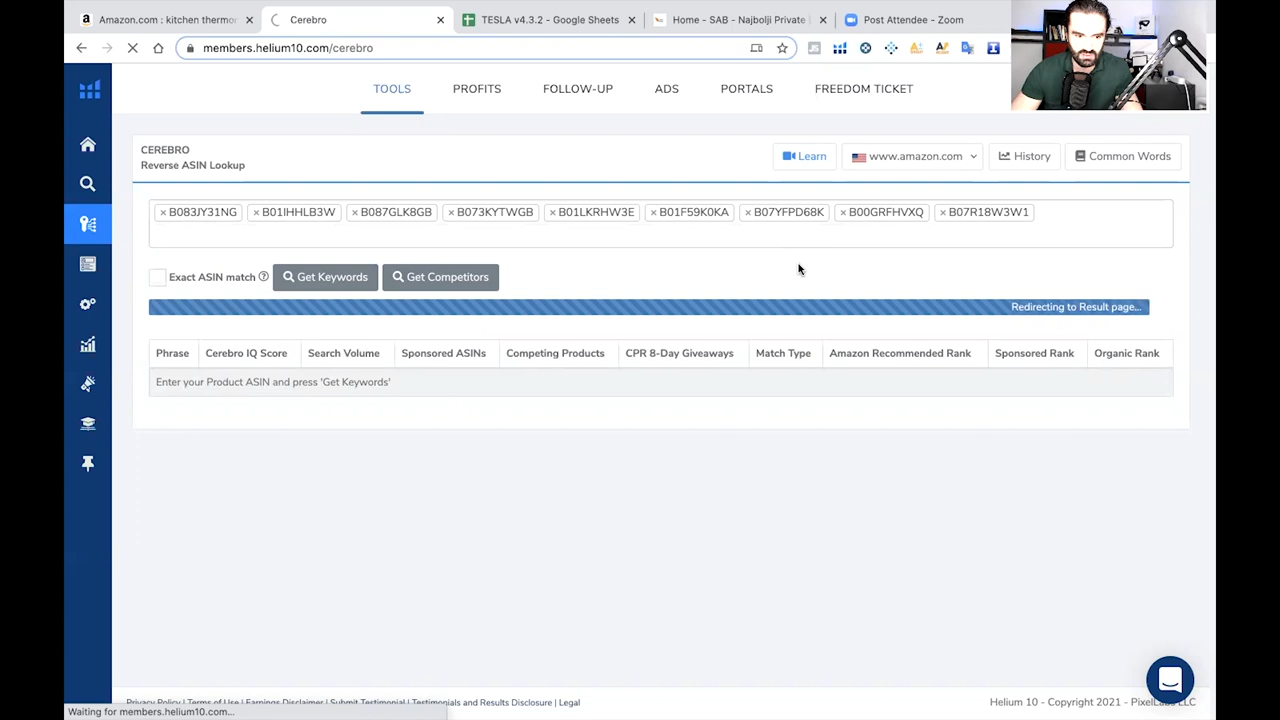 Amazon.com : kitchen thermo
Cerebro
TESLA v4.3.2 - Google Sheets
Home - SAB - Najbolji Private
Post Attendee - Zoom
members.helium10.com/cerebro
TOOLS
PROFITS
FOLLOW-UP
ADS
PORTALS
FREEDOM TICKET
CEREBRO
Reverse ASIN Lookup
Learn
www.amazon.com
History
Common Words
× B083JY31NG × B01IHHLB3W × B087GLK8GB × B073KYTWGB × B01LKRHW3E × B01F59K0KA × B07YFPD68K × B00GRFHVXQ × B07R18W3W1
Exact ASIN match
Get Keywords
Get Competitors
Redirecting to Result page...
Phrase
Cerebro IQ Score
Search Volume
Sponsored ASINs
Competing Products
CPR 8-Day Giveaways
Match Type
Amazon Recommended Rank
Sponsored Rank
Organic Rank
Enter your Product ASIN and press 'Get Keywords'
Privacy Policy | Terms of Use | Earnings Disclaimer | Submit Testimonial | Testimonials and Results Disclosure | Legal
Helium 10 - Copyright 2021 - Pixel LLC
Waiting for members.helium10.com...